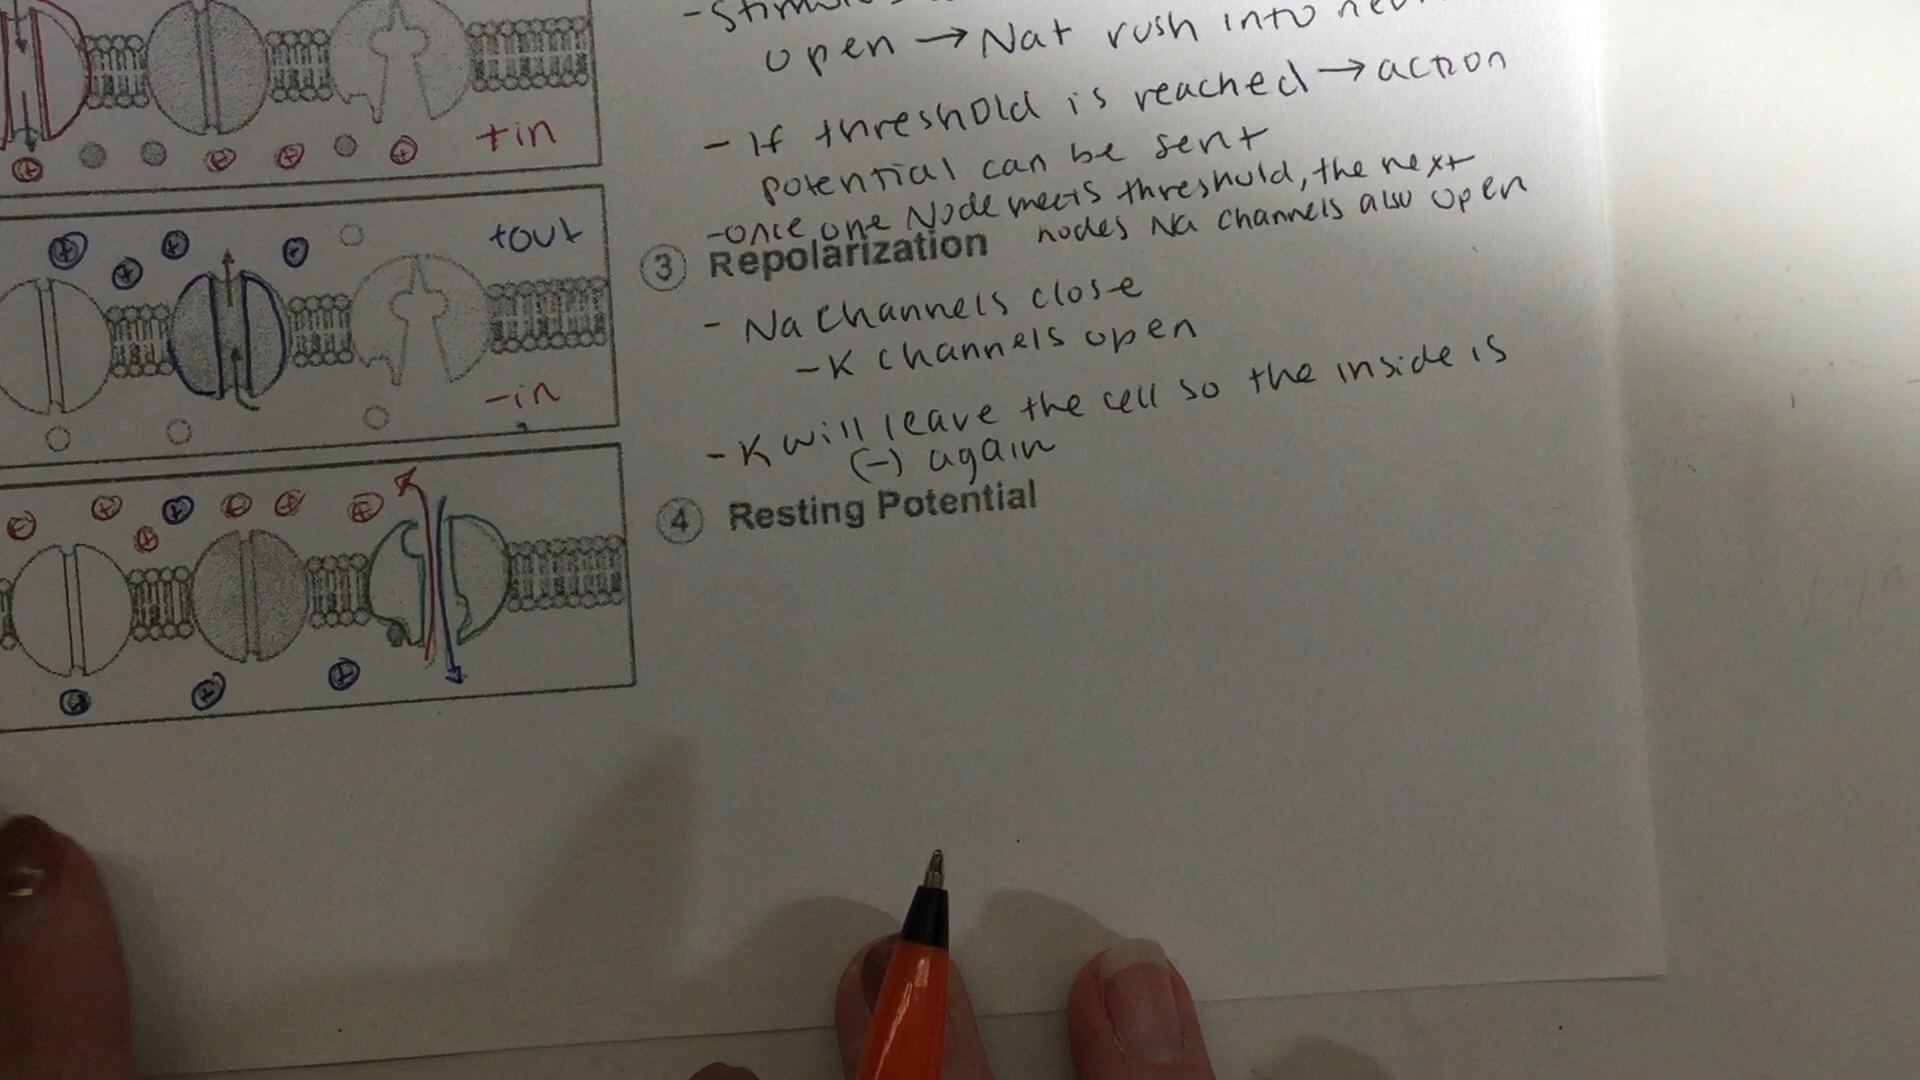 open → Na+ rush into
- If threshold is reached → action
potential can be sent
- once one Node meets threshold, the next
nodes Na channels also open
3 Repolarization
- Na channels close
- K channels open
- K will leave the cell so the inside is
(-) again
4 Resting Potential
+in
+out
-in